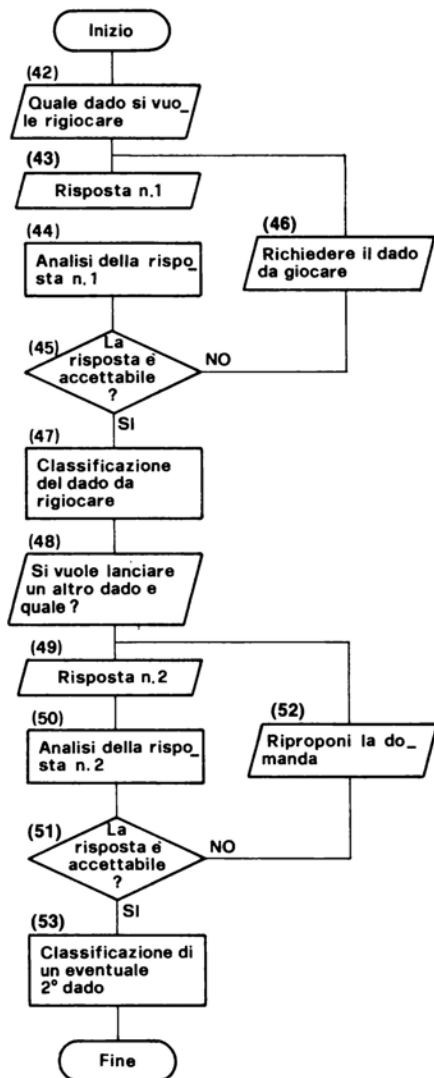 Inizio
(42)
Quale dado si vuo_
le rigiocare
(43)
Risposta n.1
(44)
Analisi della rispo_
sta n.1
(46)
Richiedere il dado
da giocare
(45)
La
risposta e'
accettabile
?
NO
SI
(47)
Classificazione
del dado da
rigiocare
(48)
Si vuole lanciare
un altro dado e
quale ?
(49)
Risposta n.2
(50)
Analisi della rispo_
sta n.2
(52)
Riproponi la do_
manda
(51)
La
risposta e'
accettabile
?
NO
SI
(53)
Classificazione di
un eventuale
2° dado
Fine